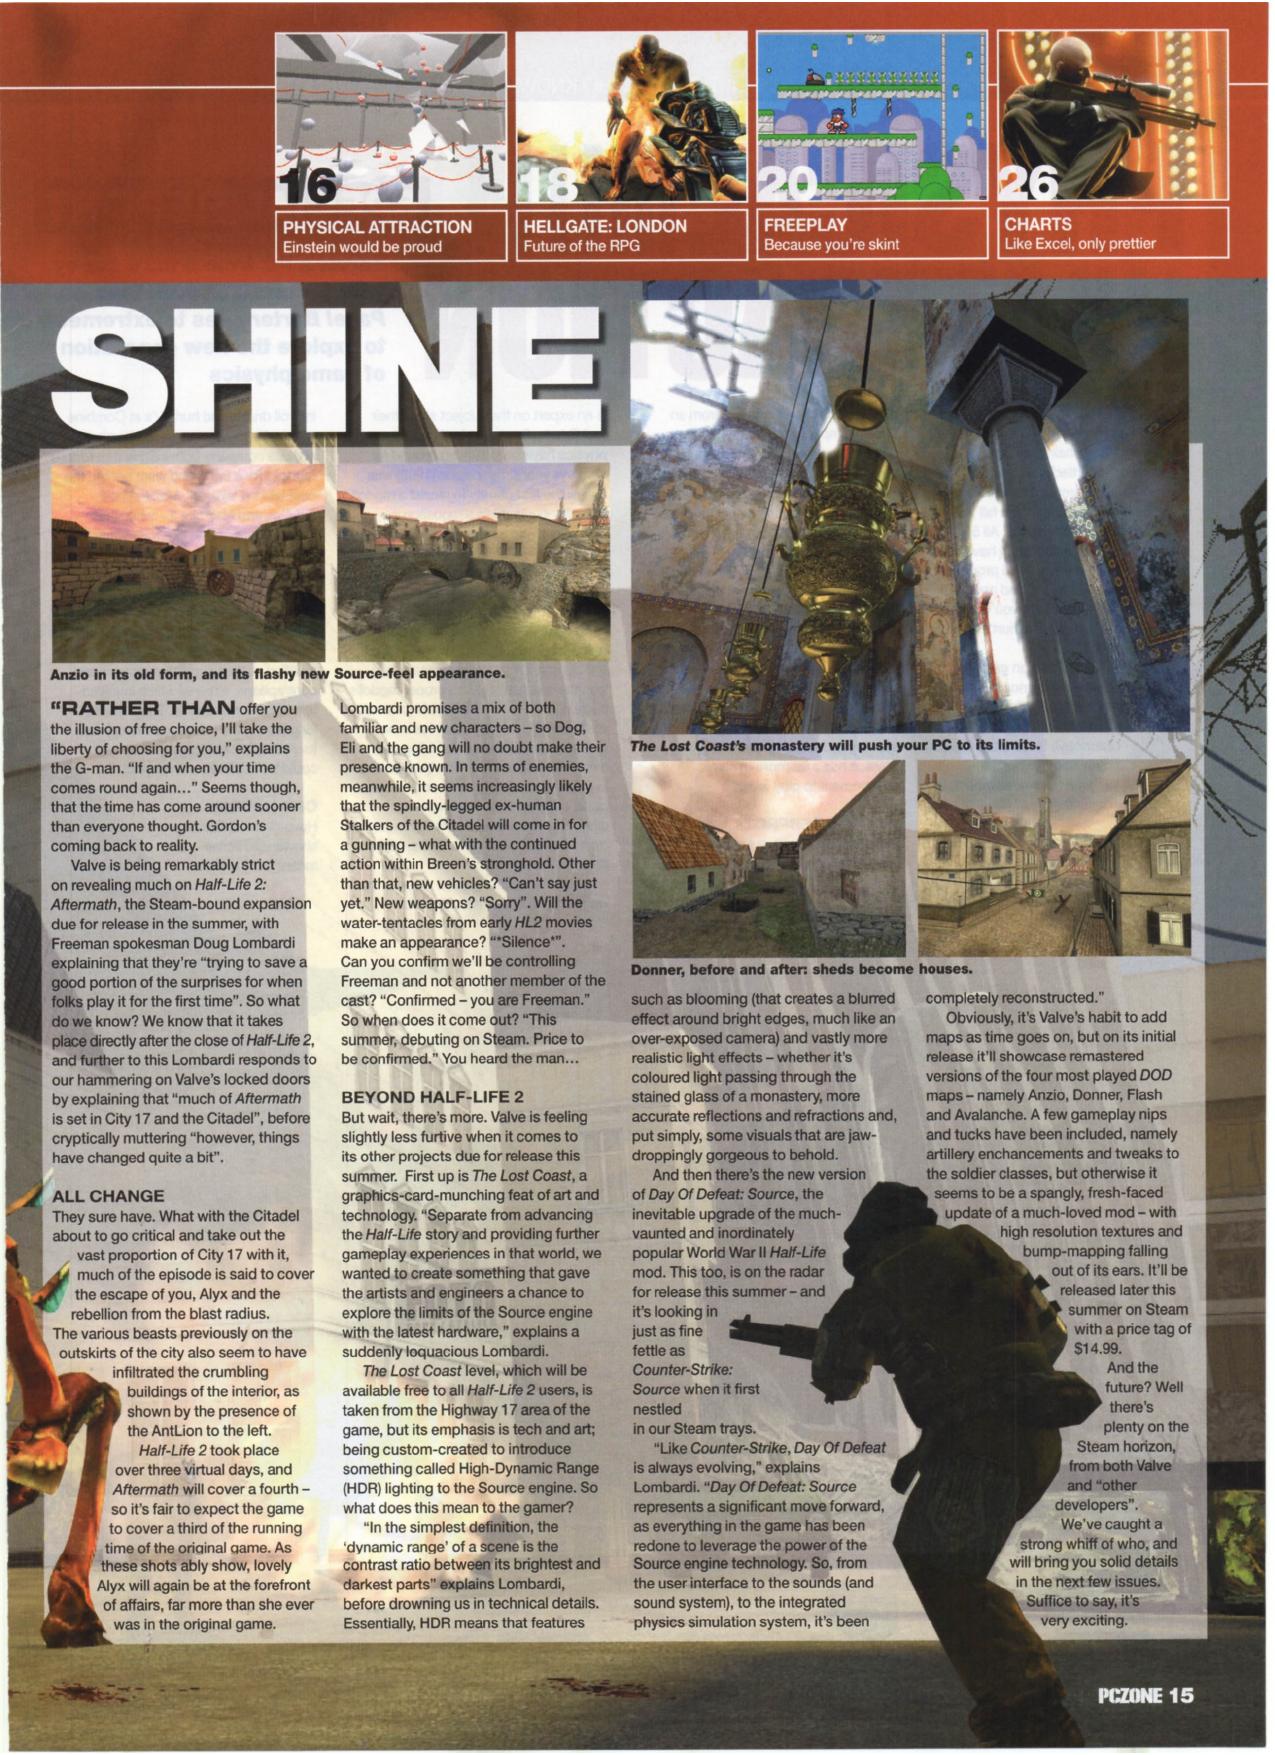 16
PHYSICAL ATTRACTION
Einstein would be proud
18
HELLGATE: LONDON
Future of the RPG
20
FREEPLAY
Because you're skint
26
CHARTS
Like Excel, only prettier
SHINE
Anzio in its old form, and its flashy new Source-feel appearance.
"RATHER THAN offer you
the illusion of free choice, I'll take the
liberty of choosing for you," explains
the G-man. "If and when your time
comes round again..." Seems though,
that the time has come around sooner
than everyone thought. Gordon's
coming back to reality.
Valve is being remarkably strict
on revealing much on Half-Life 2:
Aftermath, the Steam-bound expansion
due for release in the summer, with
Freeman spokesman Doug Lombardi
explaining that they're "trying to save a
good portion of the surprises for when
folks play it for the first time". So what
do we know? We know that it takes
place directly after the close of Half-Life 2,
and further to this Lombardi responds to
our hammering on Valve's locked doors
by explaining that "much of Aftermath
is set in City 17 and the Citadel", before
cryptically muttering "however, things
have changed quite a bit".
ALL CHANGE
They sure have. What with the Citadel
about to go critical and take out the
vast proportion of City 17 with it,
much of the episode is said to cover
the escape of you, Alyx and the
rebellion from the blast radius.
The various beasts previously on the
outskirts of the city also seem to have
infiltrated the crumbling
buildings of the interior, as
shown by the presence of
the AntLion to the left.
Half-Life 2 took place
over three virtual days, and
Aftermath will cover a fourth –
so it's fair to expect the game
to cover a third of the running
time of the original game. As
these shots ably show, lovely
Alyx will again be at the forefront
of affairs, far more than she ever
was in the original game.
Lombardi promises a mix of both
familiar and new characters – so Dog,
Eli and the gang will no doubt make their
presence known. In terms of enemies,
meanwhile, it seems increasingly likely
that the spindly-legged ex-human
Stalkers of the Citadel will come in for
a gunning – what with the continued
action within Breen's stronghold. Other
than that, new vehicles? "Can't say just
yet." New weapons? "Sorry". Will the
water-tentacles from early HL2 movies
make an appearance? "*Silence*".
Can you confirm we'll be controlling
Freeman and not another member of the
cast? "Confirmed – you are Freeman."
So when does it come out? "This
summer, debuting on Steam. Price to
be confirmed." You heard the man...
BEYOND HALF-LIFE 2
But wait, there's more. Valve is feeling
slightly less furtive when it comes to
its other projects due for release this
summer. First up is The Lost Coast, a
graphics-card-munching feat of art and
technology. "Separate from advancing
the Half-Life story and providing further
gameplay experiences in that world, we
wanted to create something that gave
the artists and engineers a chance to
explore the limits of the Source engine
with the latest hardware," explains a
suddenly loquacious Lombardi.
The Lost Coast level, which will be
available free to all Half-Life 2 users, is
taken from the Highway 17 area of the
game, but its emphasis is tech and art;
being custom-created to introduce
something called High-Dynamic Range
(HDR) lighting to the Source engine. So
what does this mean to the gamer?
"In the simplest definition, the
'dynamic range' of a scene is the
contrast ratio between its brightest and
darkest parts" explains Lombardi,
before drowning us in technical details.
Essentially, HDR means that features
The Lost Coast's monastery will push your PC to its limits.
Donner, before and after: sheds become houses.
such as blooming (that creates a blurred
effect around bright edges, much like an
over-exposed camera) and vastly more
realistic light effects – whether it's
coloured light passing through the
stained glass of a monastery, more
accurate reflections and refractions and,
put simply, some visuals that are jaw-
droppingly gorgeous to behold.
And then there's the new version
of Day Of Defeat: Source, the
inevitable upgrade of the much-
vaunted and inordinately
popular World War II Half-Life
mod. This too, is on the radar
for release this summer – and
it's looking in
just as fine
fettle as
Counter-Strike:
Source when it first
nestled
in our Steam trays.
"Like Counter-Strike, Day Of Defeat
is always evolving," explains
Lombardi. "Day Of Defeat: Source
represents a significant move forward,
as everything in the game has been
redone to leverage the power of the
Source engine technology. So, from
the user interface to the sounds (and
sound system), to the integrated
physics simulation system, it's been
completely reconstructed."
Obviously, it's Valve's habit to add
maps as time goes on, but on its initial
release it'll showcase remastered
versions of the four most played DOD
maps – namely Anzio, Donner, Flash
and Avalanche. A few gameplay nips
and tucks have been included, namely
artillery enchancements and tweaks to
the soldier classes, but otherwise it
seems to be a spangly, fresh-faced
update of a much-loved mod – with
high resolution textures and
bump-mapping falling
out of its ears. It'll be
released later this
summer on Steam
with a price tag of
$14.99.
And the
future? Well
there's
plenty on the
Steam horizon,
from both Valve
and "other
developers".
We've caught a
strong whiff of who, and
will bring you solid details
in the next few issues.
Suffice to say, it's
very exciting.
PCZONE 15